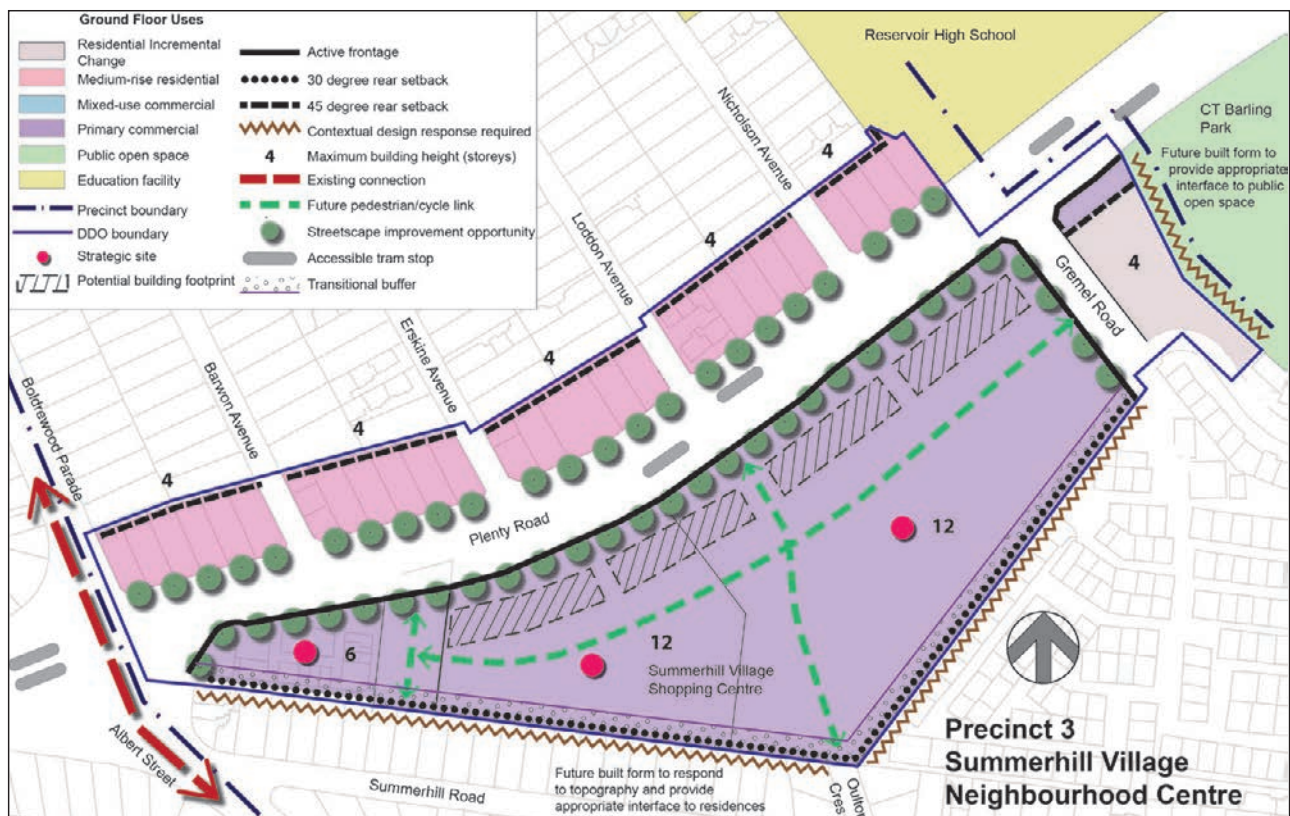 Ground Floor Uses
Residential Incremental
Change
Medium-rise residential
Mixed-use commercial
Primary commercial
Public open space
Education facility
Precinct boundary
DDO boundary
Strategic site
Potential building footprint
Active frontage
30 degree rear setback
45 degree rear setback
Contextual design response required
4
Maximum building height (storeys)
Existing connection
Future pedestrian/cycle link
Streetscape improvement opportunity
Accessible tram stop
Transitional buffer
Reservoir High School
CT Barling
Park
Future built form to
provide appropriate
interface to public
open space
Nicholson Avenue
4
Loddon Avenue
4
Erskine Avenue
4
Barwon Avenue
4
Boldrewood Parade
4
Gremel Road
4
Plenty Road
12
12
6
Summerhill Village
Shopping Centre
Albert Street
Summerhill Road
Future built form to respond
to topography and provide
appropriate interface to residences
Oulton
Cres
Precinct 3
Summerhill Village
Neighbourhood Centre